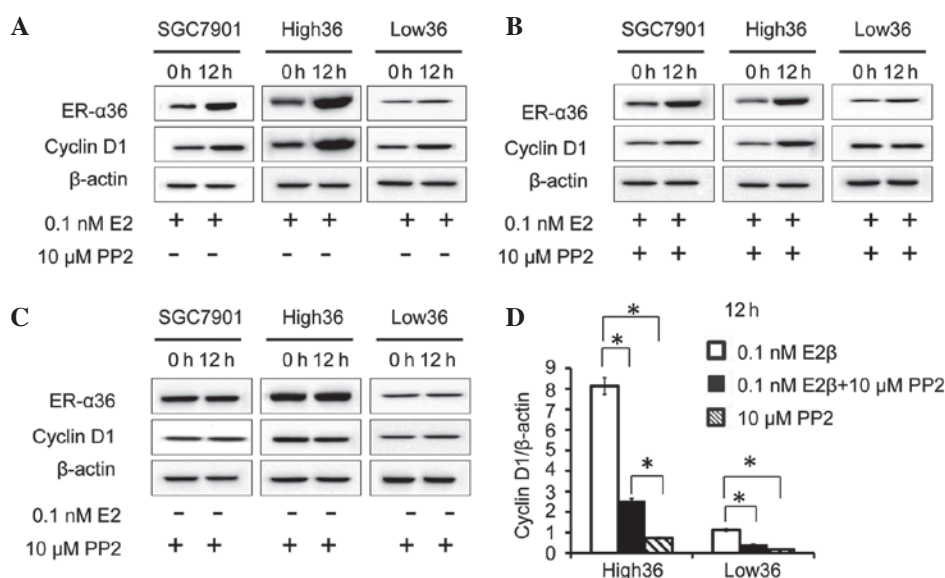 A
SGC7901 High36 Low36
0 h 12 h 0 h 12 h 0 h 12 h
ER-α36
Cyclin D1
β-actin
0.1 nM E2 + + + + + +
10 µM PP2 - - - - - -
B
SGC7901 High36 Low36
0 h 12 h 0 h 12 h 0 h 12 h
ER-α36
Cyclin D1
β-actin
0.1 nM E2 + + + + + +
10 µM PP2 + + + + + +
C
SGC7901 High36 Low36
0 h 12 h 0 h 12 h 0 h 12 h
ER-α36
Cyclin D1
β-actin
0.1 nM E2 - - - - - -
10 µM PP2 + + + + + +
D
12 h
0.1 nM E2β
0.1 nM E2β+10 µM PP2
10 µM PP2
Cyclin D1/β-actin
9
8
7
6
5
4
3
2
1
0
* * * * *
High36 Low36